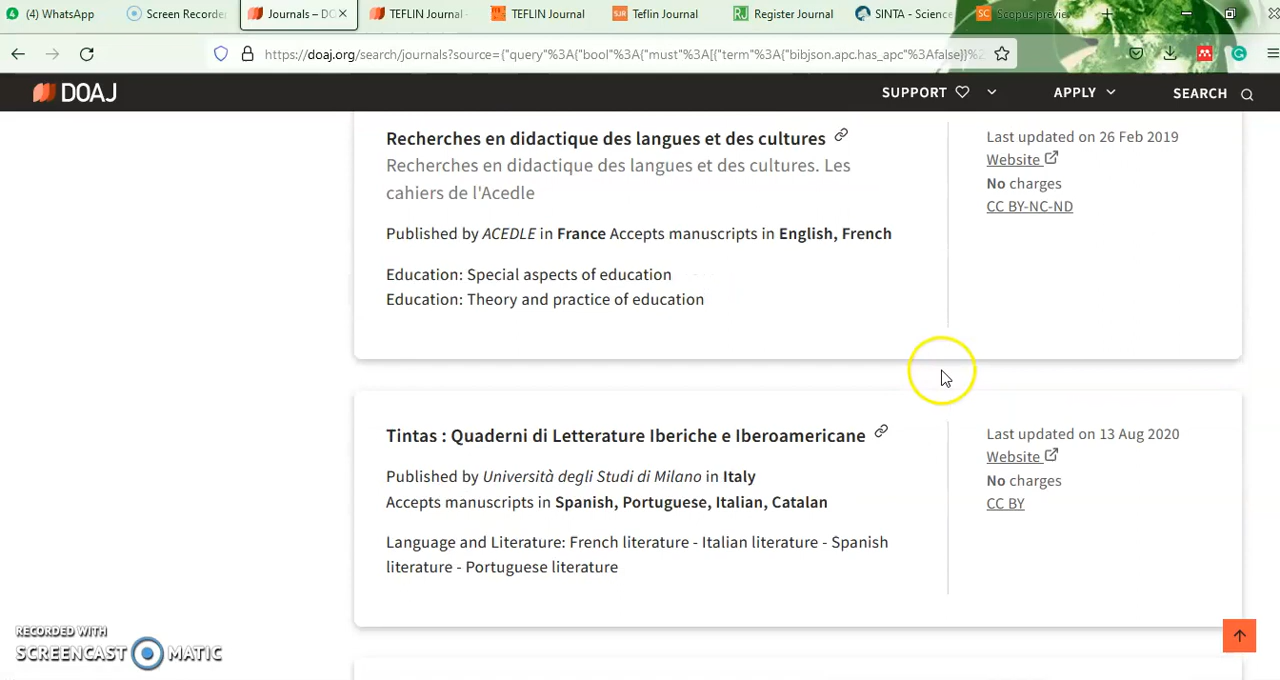 (4) WhatsApp
Screen Recorde
Journals – DO
TEFLIN Journal -
TEFLIN Journal
Teflin Journal
Register Journal
SINTA - Science
Scopus previe
https://doaj.org/search/journals?source={"query"%3A{"bool"%3A{"must"%3A[{"term"%3A{"bibjson.apc.has_apc"%3Afalse}}%2
DOAJ
SUPPORT
APPLY
SEARCH
Recherches en didactique des langues et des cultures
Recherches en didactique des langues et des cultures. Les
cahiers de l'Acedle
Published by ACEDLE in France Accepts manuscripts in English, French
Education: Special aspects of education
Education: Theory and practice of education
Last updated on 26 Feb 2019
Website
No charges
CC BY-NC-ND
Tintas : Quaderni di Letterature Iberiche e Iberoamericane
Published by Università degli Studi di Milano in Italy
Accepts manuscripts in Spanish, Portuguese, Italian, Catalan
Language and Literature: French literature - Italian literature - Spanish
literature - Portuguese literature
Last updated on 13 Aug 2020
Website
No charges
CC BY
RECORDED WITH
SCREENCAST MATIC